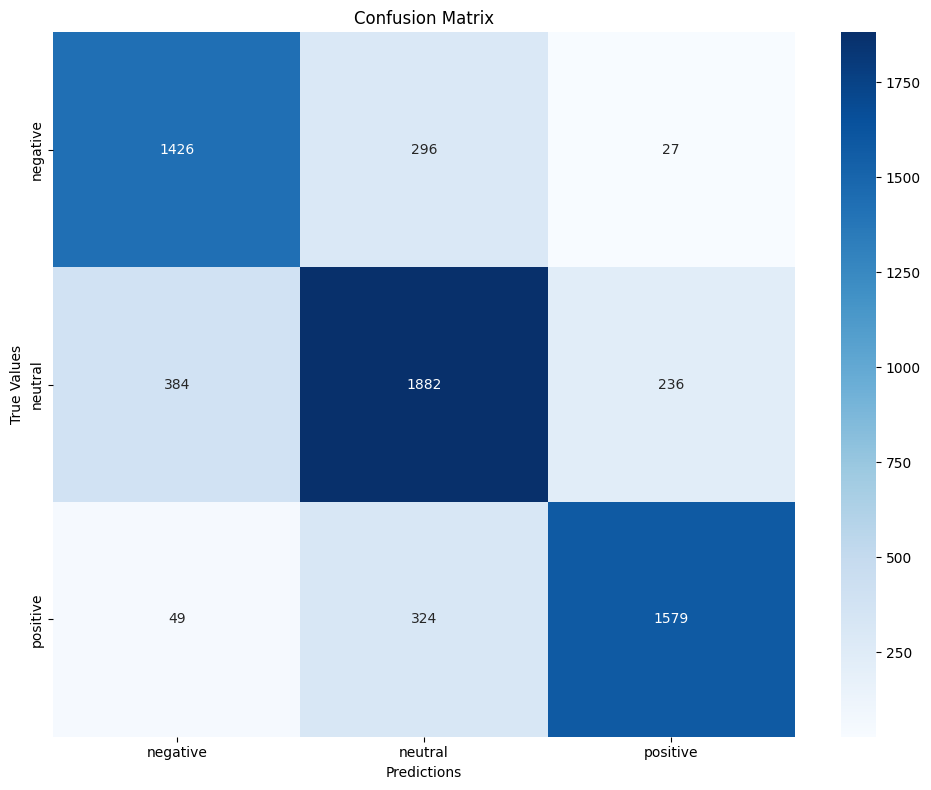 Confusion Matrix
negative
neutral
positive
True Values
1426 296 27
384 1882 236
49 324 1579
negative neutral positive
Predictions
1750
1500
1250
1000
750
500
250